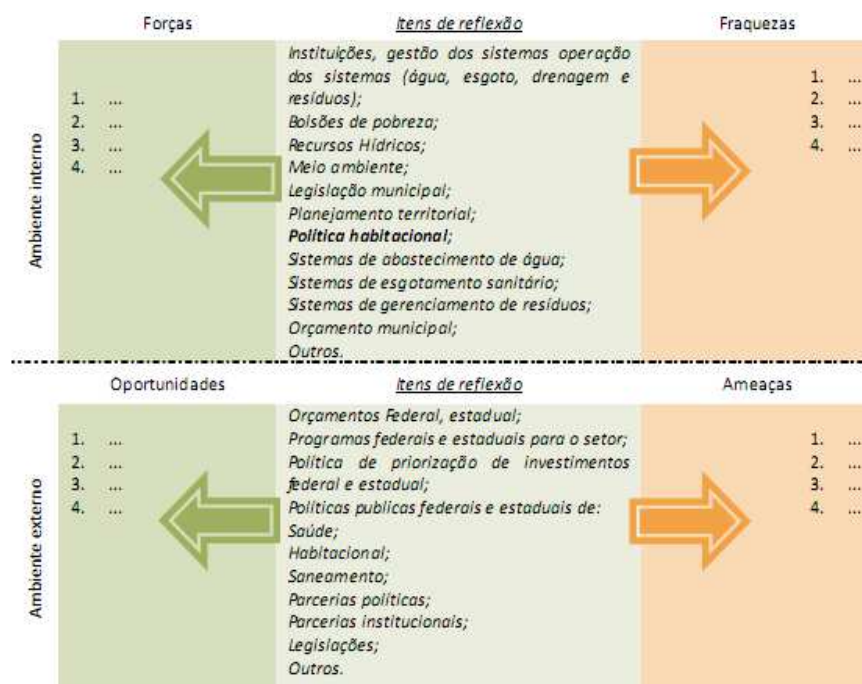 Forças
Itens de reflexão
Fraquezas
Ambiente interno
1. ...
2. ...
3. ...
4. ...
Instituições, gestão dos sistemas operação
dos sistemas (água, esgoto, drenagem e
resíduos);
Bolsões de pobreza;
Recursos Hídricos;
Meio ambiente;
Legislação municipal;
Planejamento territorial;
Política habitacional;
Sistemas de abastecimento de água;
Sistemas de esgotamento sanitário;
Sistemas de gerenciamento de resíduos;
Orçamento municipal;
Outros.
1. ...
2. ...
3. ...
4. ...
Oportunidades
Itens de reflexão
Ameaças
Ambiente externo
1. ...
2. ...
3. ...
4. ...
Orçamentos Federal, estadual;
Programas federais e estaduais para o setor;
Política de priorização de investimentos
federal e estadual;
Políticas publicas federais e estaduais de:
Saúde;
Habitacional;
Saneamento;
Parcerias políticas;
Parcerias institucionais;
Legislações;
Outros.
1. ...
2. ...
3. ...
4. ...